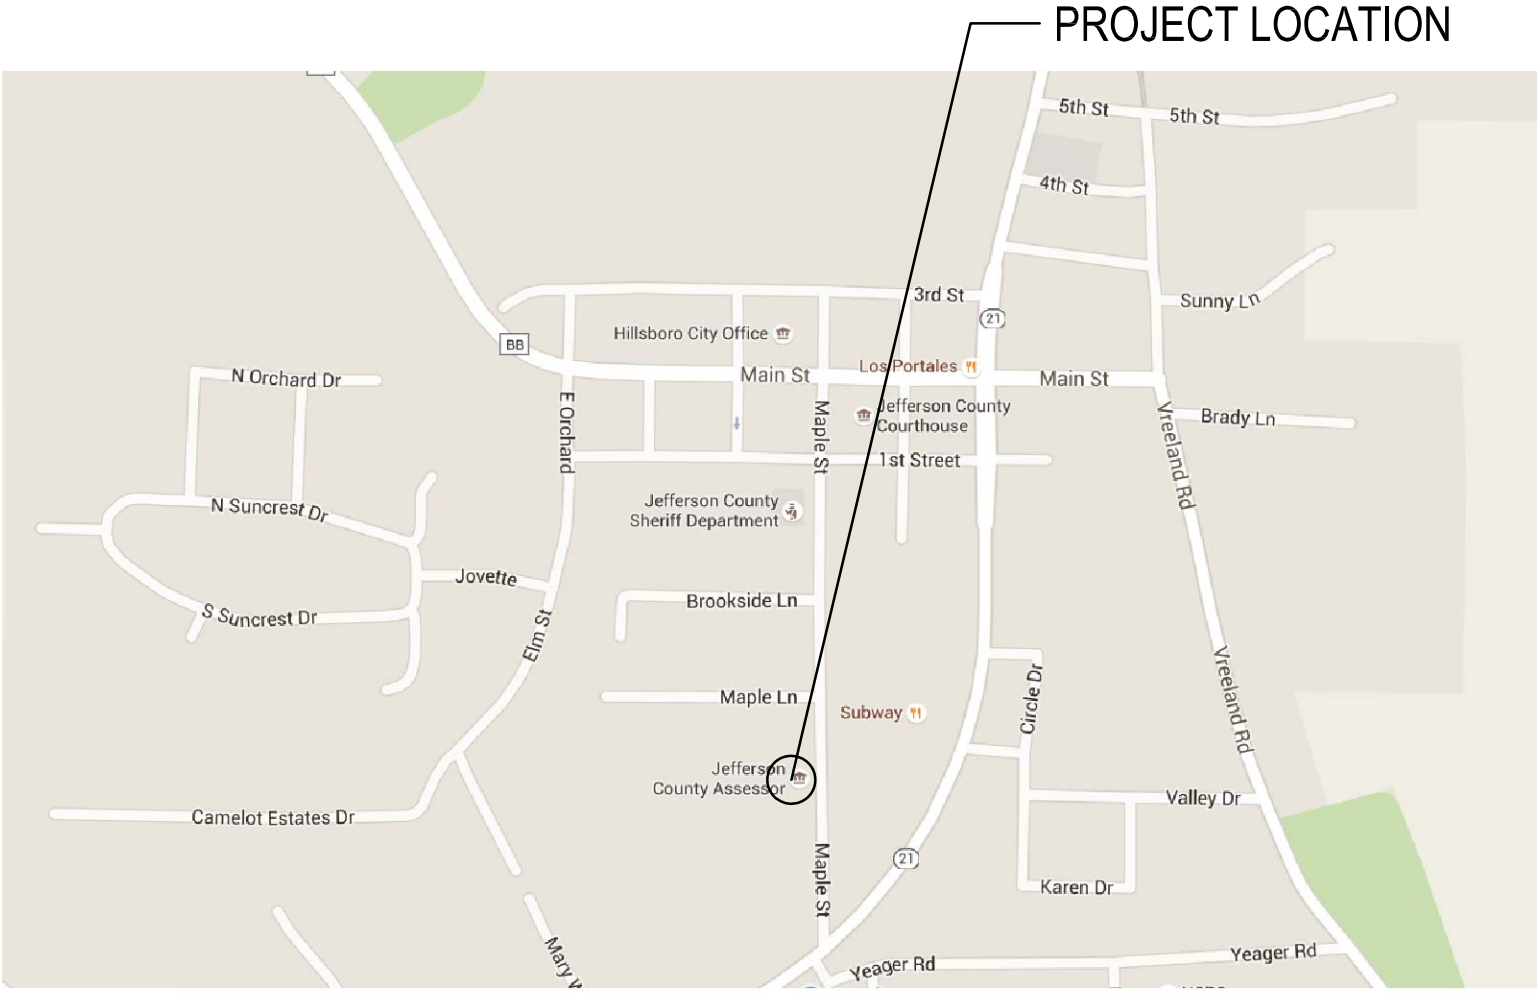 PROJECT LOCATION
5th St
5th St
4th St
3rd St
Sunny Ln
21
Hillsboro City Office
BB
Los Portales
Main St
Main St
N Orchard Dr
E Orchard
Maple St
Jefferson County
Courthouse
Brady Ln
Vreeland Rd
1st Street
N Suncrest Dr
Jefferson County
Sheriff Department
Jovette
Brookside Ln
S Suncrest Dr
Elm St
Maple Ln
Subway
Circle Dr
Vreeland Rd
Jefferson
County Assessor
Valley Dr
Camelot Estates Dr
21
Maple St
Karen Dr
Mary
Yeager Rd
Yeager Rd